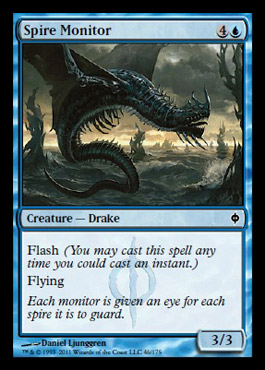 Spire Monitor 4
Creature — Drake
Flash (You may cast this spell any
time you could cast an instant.)
Flying
Each monitor is given an eye for each
spire it is to guard.
Daniel Ljunggren
™ & © 1993–2011 Wizards of the Coast LLC 46/175
3/3